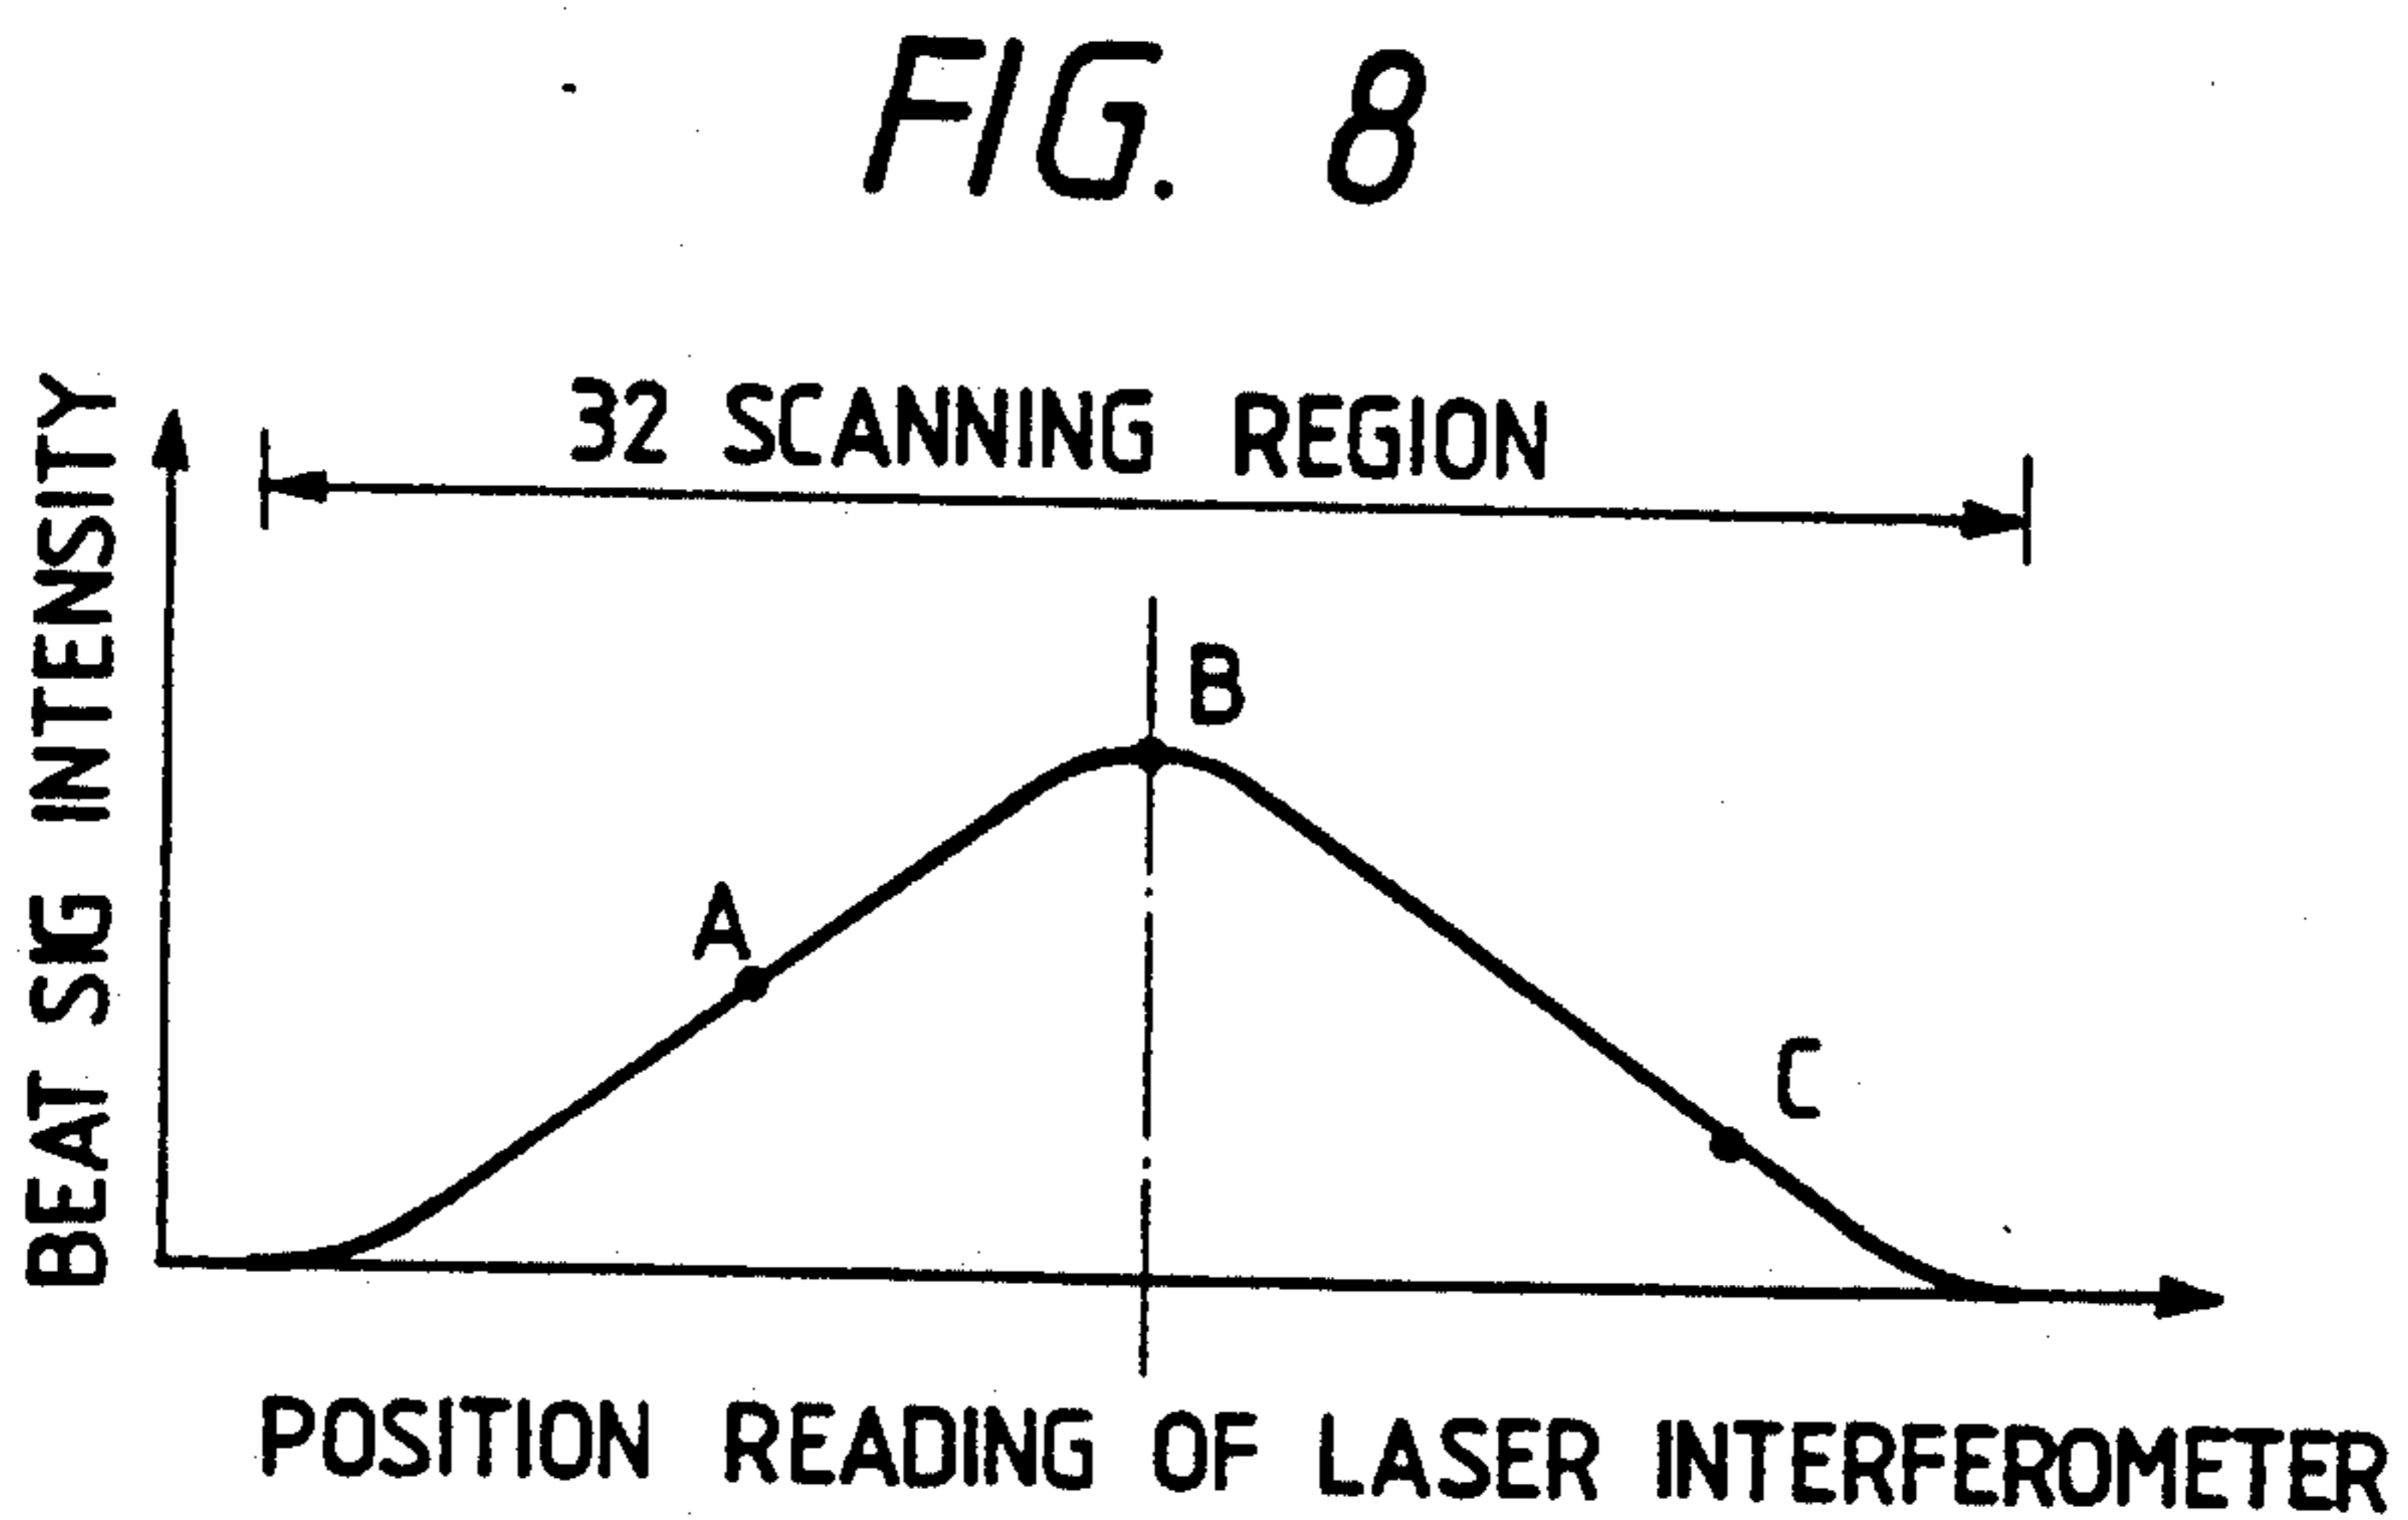 FIG. 8
32 SCANNING REGION
BEAT SIG INTENSITY
B
A
C
POSITION READING OF LASER INTERFEROMETER